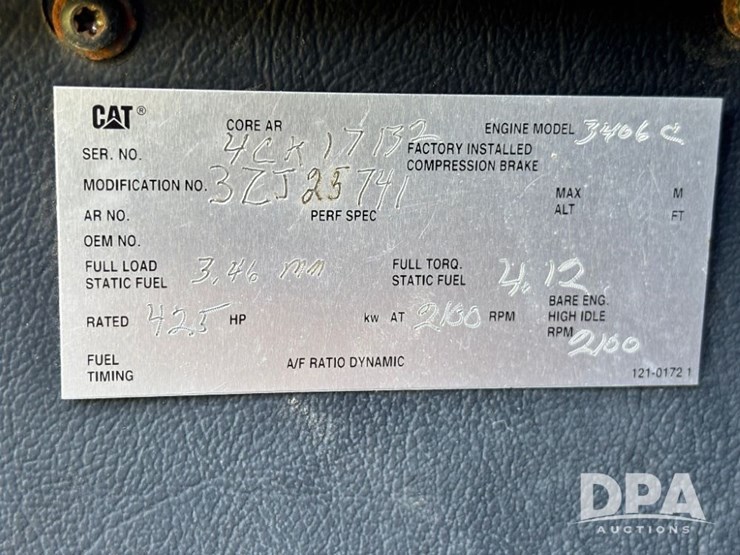 CAT®
CORE AR
ENGINE MODEL 3406C
SER. NO. 4CK17132
FACTORY INSTALLED
COMPRESSION BRAKE
MODIFICATION NO. 3ZJ25741
MAX ALT M FT
AR NO.
PERF SPEC
OEM NO.
FULL LOAD STATIC FUEL 3.46 mm
FULL TORQ. STATIC FUEL 4.12
RATED 425 HP kW AT 2100 RPM
BARE ENG. HIGH IDLE RPM 2100
FUEL TIMING
A/F RATIO DYNAMIC
121-0172 1
DPA
AUCTIONS